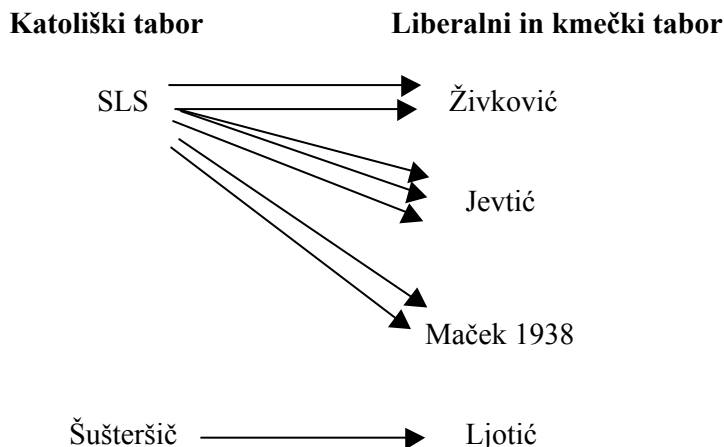 Katoliški tabor Liberalni in kmečki tabor
SLS Živković
Jevtić
Maček 1938
Šušteršič Ljotić